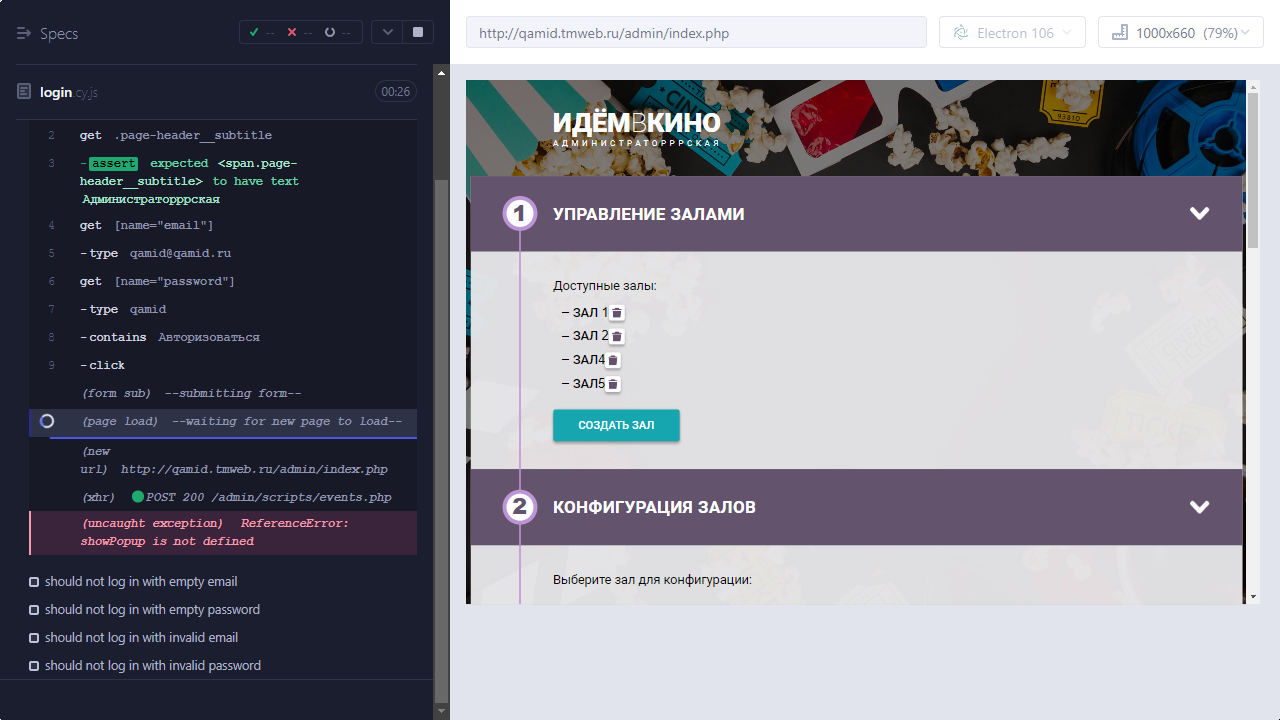 Specs
-- -- --
login.cy.js 00:26
2 get .page-header__subtitle
3 -assert expected <span.page-
header__subtitle> to have text
Администраторррская
4 get [name="email"]
5 -type qamid@qamid.ru
6 get [name="password"]
7 -type qamid
8 -contains Авторизоваться
9 -click
(form sub) --submitting form--
(page load) --waiting for new page to load--
(new
url) http://qamid.tmweb.ru/admin/index.php
(xhr) POST 200 /admin/scripts/events.php
(uncaught exception) ReferenceError:
showPopup is not defined
should not log in with empty email
should not log in with empty password
should not log in with invalid email
should not log in with invalid password
http://qamid.tmweb.ru/admin/index.php
Electron 106
1000x660 (79%)
CINE
93810
ИДЁМВКИНО
АДМИНИСТРАТОРРРСКАЯ
1 УПРАВЛЕНИЕ ЗАЛАМИ
Доступные залы:
– ЗАЛ 1
– ЗАЛ 2
– ЗАЛ4
– ЗАЛ5
СОЗДАТЬ ЗАЛ
2 КОНФИГУРАЦИЯ ЗАЛОВ
Выберите зал для конфигурации: